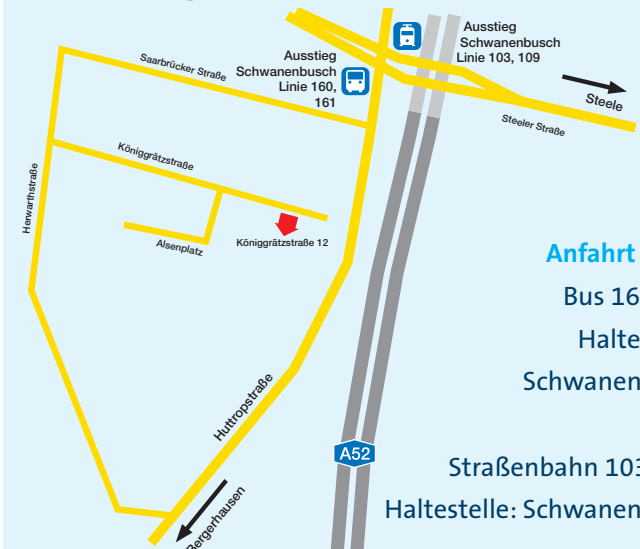 Ausstieg
Schwanenbusch
Linie 103, 109
Ausstieg
Schwanenbusch
Linie 160,
161
Steele
Steeler Straße
Saarbrücker Straße
Königgrätzstraße
Herwarthstraße
Alsenplatz
Königgrätzstraße 12
Huttropstraße
A52
Bergerhausen
Anfahrt
Bus 16
Halte
Schwanen
Straßenbahn 103
Haltestelle: Schwanen